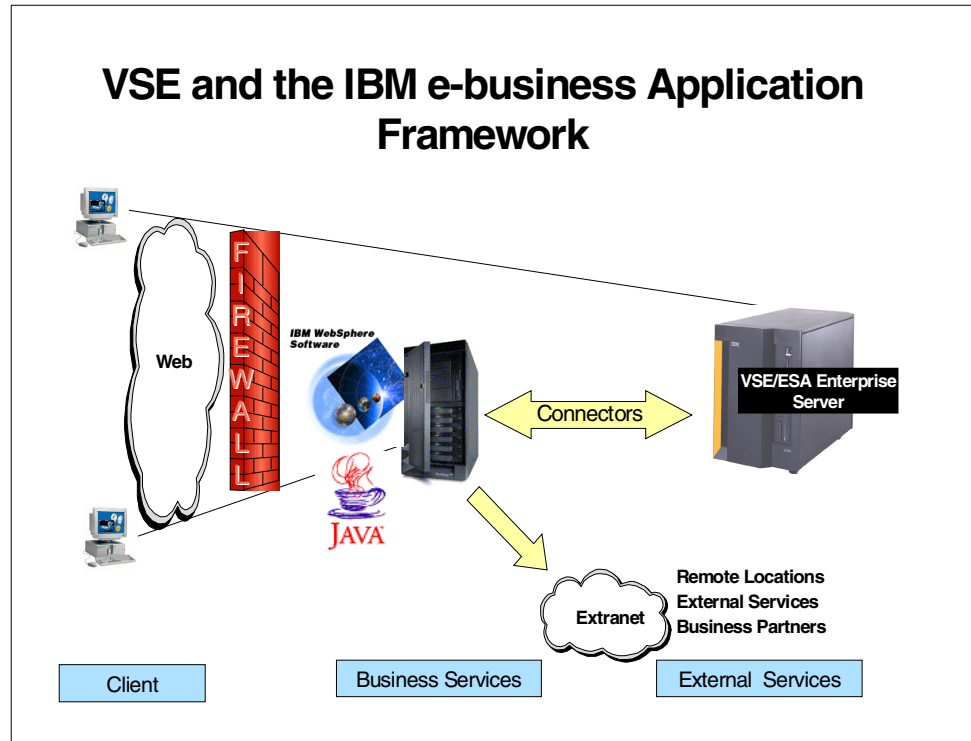 VSE and the IBM e-business Application
Framework
FIREWALL
Web
IBM WebSphere
Software
JAVA
Connectors
IBM
VSE/ESA Enterprise
Server
Extranet
Remote Locations
External Services
Business Partners
Client
Business Services
External Services